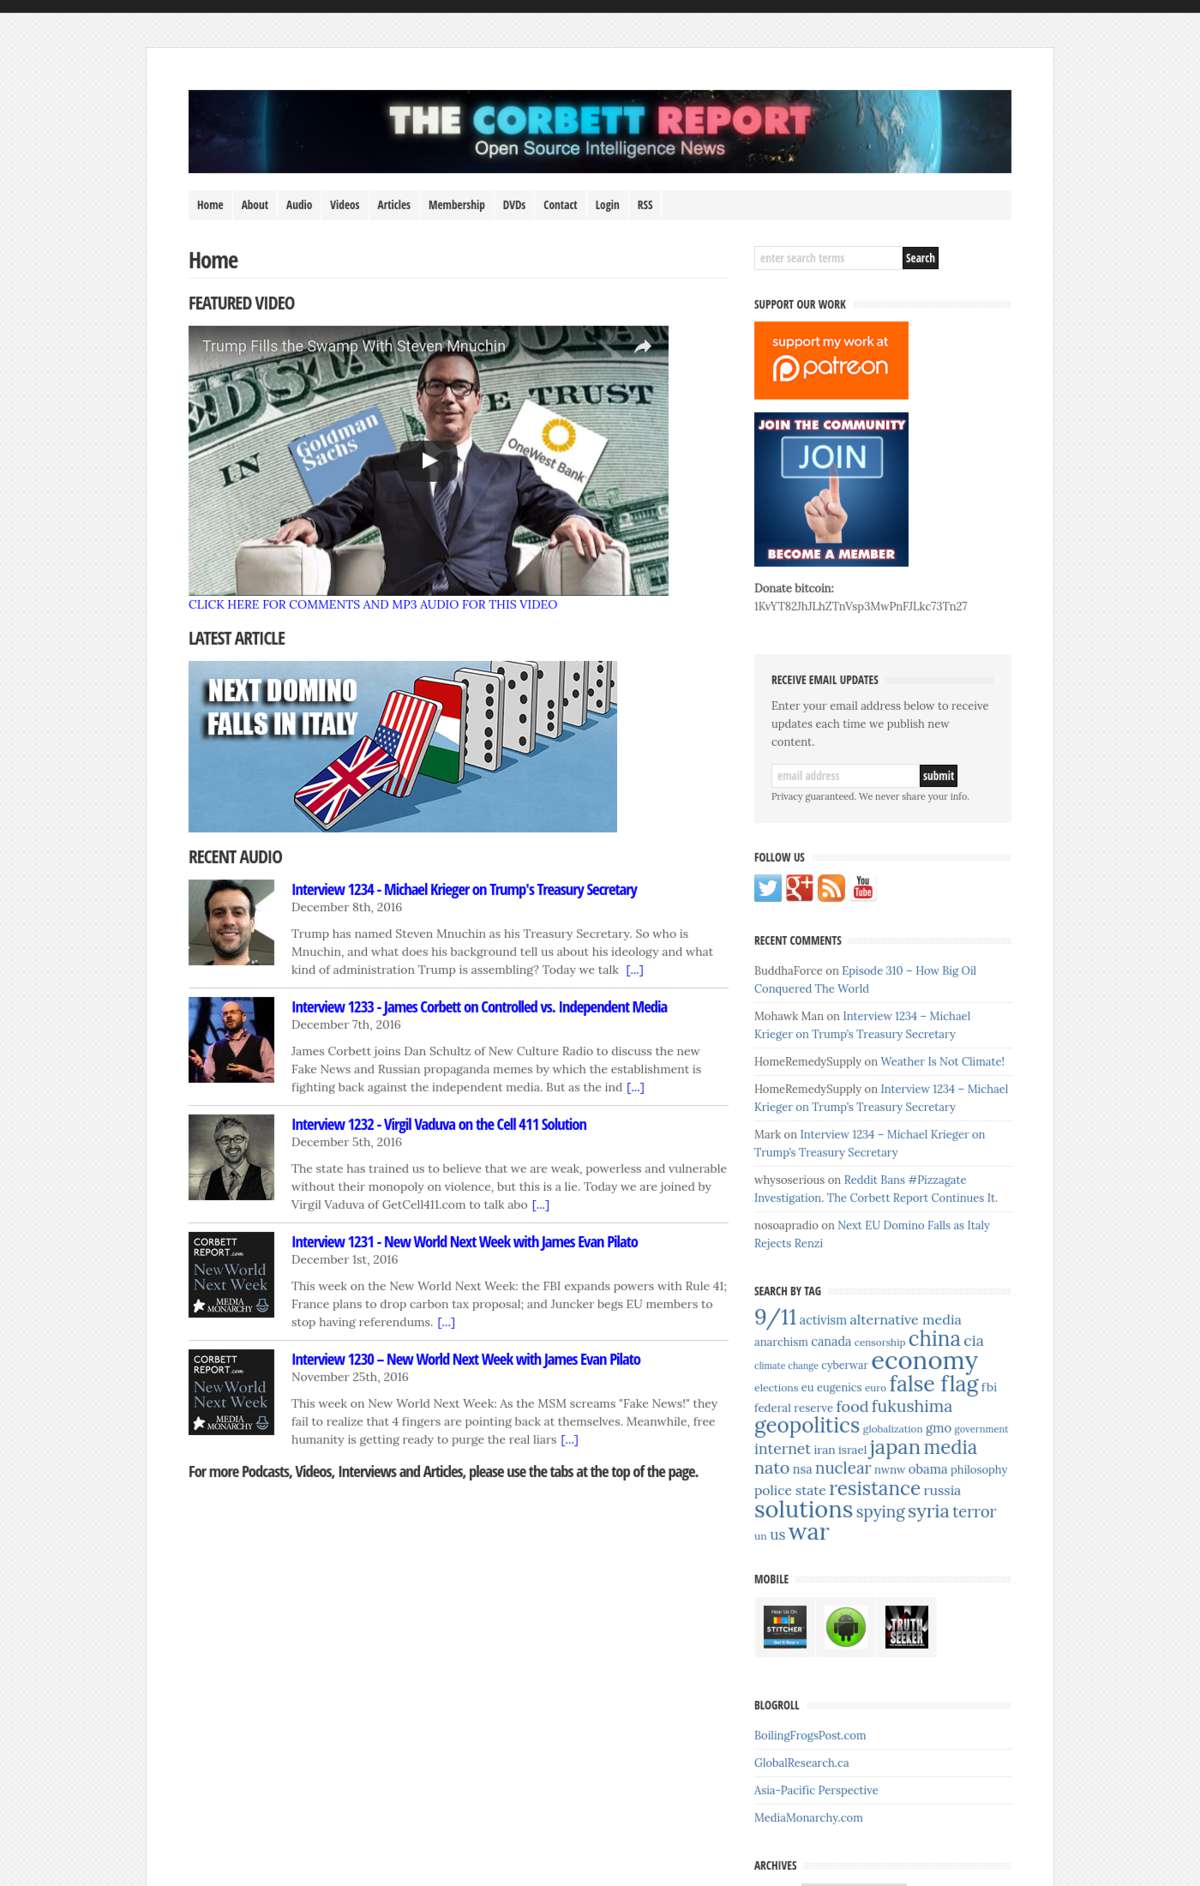 THE CORBETT REPORT
Open Source Intelligence News
Home About Audio Videos Articles Membership DVDs Contact Login RSS
Home
FEATURED VIDEO
Trump Fills the Swamp With Steven Mnuchin
IN
E TRUST
Goldman
Sachs
OneWest Bank
CLICK HERE FOR COMMENTS AND MP3 AUDIO FOR THIS VIDEO
LATEST ARTICLE
NEXT DOMINO
FALLS IN ITALY
RECENT AUDIO
Interview 1234 - Michael Krieger on Trump's Treasury Secretary
December 8th, 2016
Trump has named Steven Mnuchin as his Treasury Secretary. So who is
Mnuchin, and what does his background tell us about his ideology and what
kind of administration Trump is assembling? Today we talk [...]
Interview 1233 - James Corbett on Controlled vs. Independent Media
December 7th, 2016
James Corbett joins Dan Schultz of New Culture Radio to discuss the new
Fake News and Russian propaganda memes by which the establishment is
fighting back against the independent media. But as the ind [...]
Interview 1232 - Virgil Vaduva on the Cell 411 Solution
December 5th, 2016
The state has trained us to believe that we are weak, powerless and vulnerable
without their monopoly on violence, but this is a lie. Today we are joined by
Virgil Vaduva of GetCell411.com to talk abo [...]
CORBETT
REPORT.com
New World
Next Week
MEDIA
MONARCHY
Interview 1231 - New World Next Week with James Evan Pilato
December 1st, 2016
This week on the New World Next Week: the FBI expands powers with Rule 41;
France plans to drop carbon tax proposal; and Juncker begs EU members to
stop having referendums. [...]
CORBETT
REPORT.com
New World
Next Week
MEDIA
MONARCHY
Interview 1230 – New World Next Week with James Evan Pilato
November 25th, 2016
This week on New World Next Week: As the MSM screams "Fake News!" they
fail to realize that 4 fingers are pointing back at themselves. Meanwhile, free
humanity is getting ready to purge the real liars [...]
For more Podcasts, Videos, Interviews and Articles, please use the tabs at the top of the page.
enter search terms Search
SUPPORT OUR WORK
support my work at
patreon
JOIN THE COMMUNITY
JOIN
BECOME A MEMBER
Donate bitcoin:
1KvYT82JhJLhZTnVsp3MwPnFJLkc73Tn27
RECEIVE EMAIL UPDATES
Enter your email address below to receive
updates each time we publish new
content.
email address submit
Privacy guaranteed. We never share your info.
FOLLOW US
You
Tube
RECENT COMMENTS
BuddhaForce on Episode 310 – How Big Oil
Conquered The World
Mohawk Man on Interview 1234 – Michael
Krieger on Trump's Treasury Secretary
HomeRemedySupply on Weather Is Not Climate!
HomeRemedySupply on Interview 1234 – Michael
Krieger on Trump's Treasury Secretary
Mark on Interview 1234 – Michael Krieger on
Trump's Treasury Secretary
whysoserious on Reddit Bans #Pizzagate
Investigation. The Corbett Report Continues It.
nosoapradio on Next EU Domino Falls as Italy
Rejects Renzi
SEARCH BY TAG
9/11 activism alternative media
anarchism canada censorship china cia
climate change cyberwar economy
elections eu eugenics euro false flag fbi
federal reserve food fukushima
geopolitics globalization gmo government
internet iran israel japan media
nato nsa nuclear nwnw obama philosophy
police state resistance russia
solutions spying syria terror
un us war
MOBILE
Hear Us On
STITCHER
Get It Now
TRUTH
SEEKER
BLOGROLL
BoilingFrogsPost.com
GlobalResearch.ca
Asia-Pacific Perspective
MediaMonarchy.com
ARCHIVES